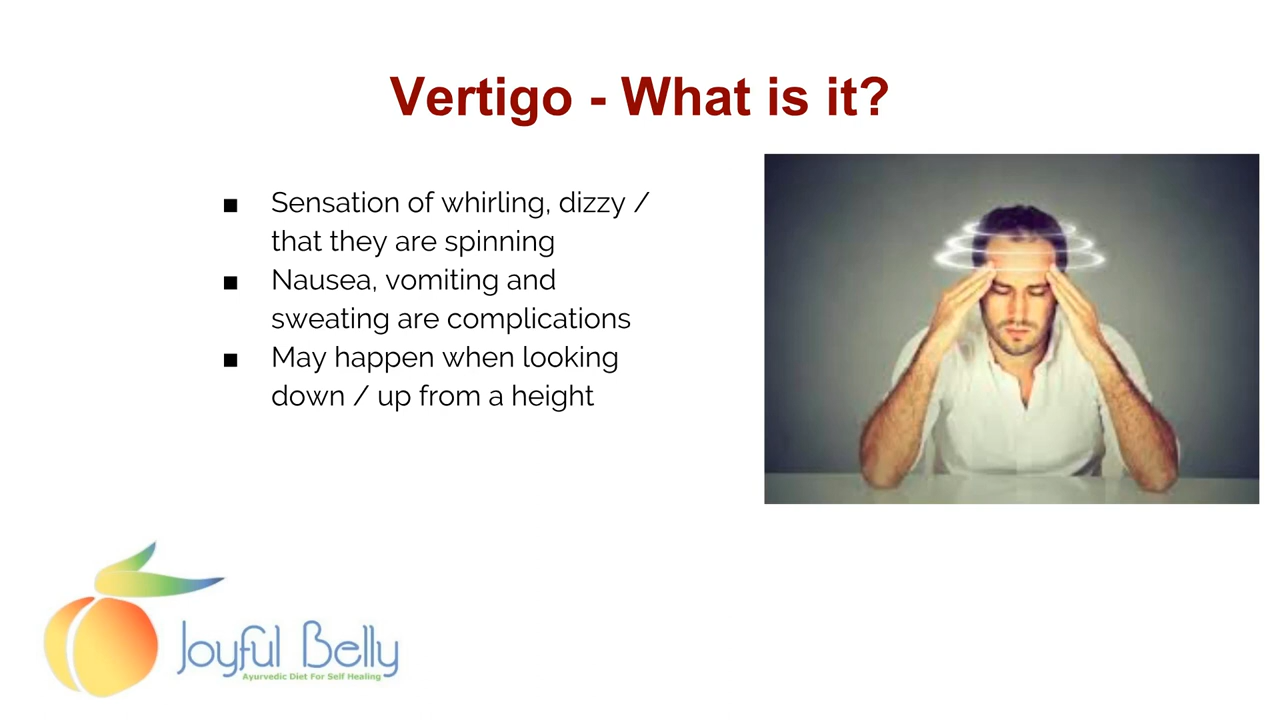 Vertigo - What is it?
■ Sensation of whirling, dizzy /
that they are spinning
■ Nausea, vomiting and
sweating are complications
■ May happen when looking
down / up from a height
Joyful Belly
Ayurvedic Diet For Self Healing